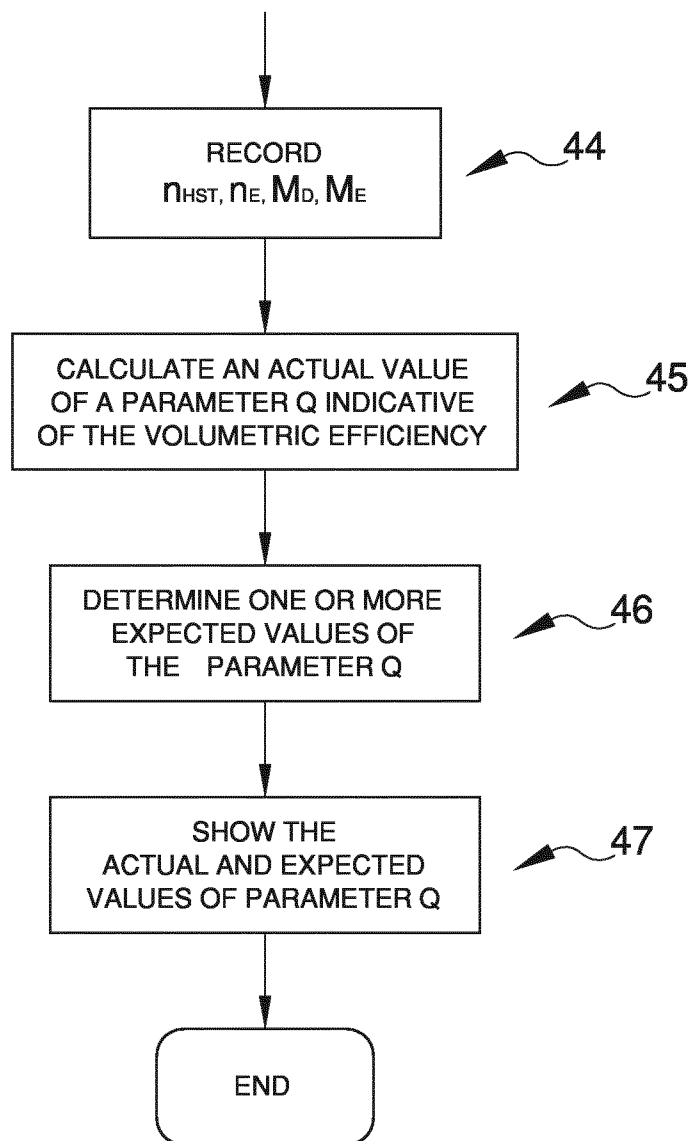 RECORD
nHST, nE, MD, ME
44
CALCULATE AN ACTUAL VALUE
OF A PARAMETER Q INDICATIVE
OF THE VOLUMETRIC EFFICIENCY
45
DETERMINE ONE OR MORE
EXPECTED VALUES OF
THE PARAMETER Q
46
SHOW THE
ACTUAL AND EXPECTED
VALUES OF PARAMETER Q
47
END